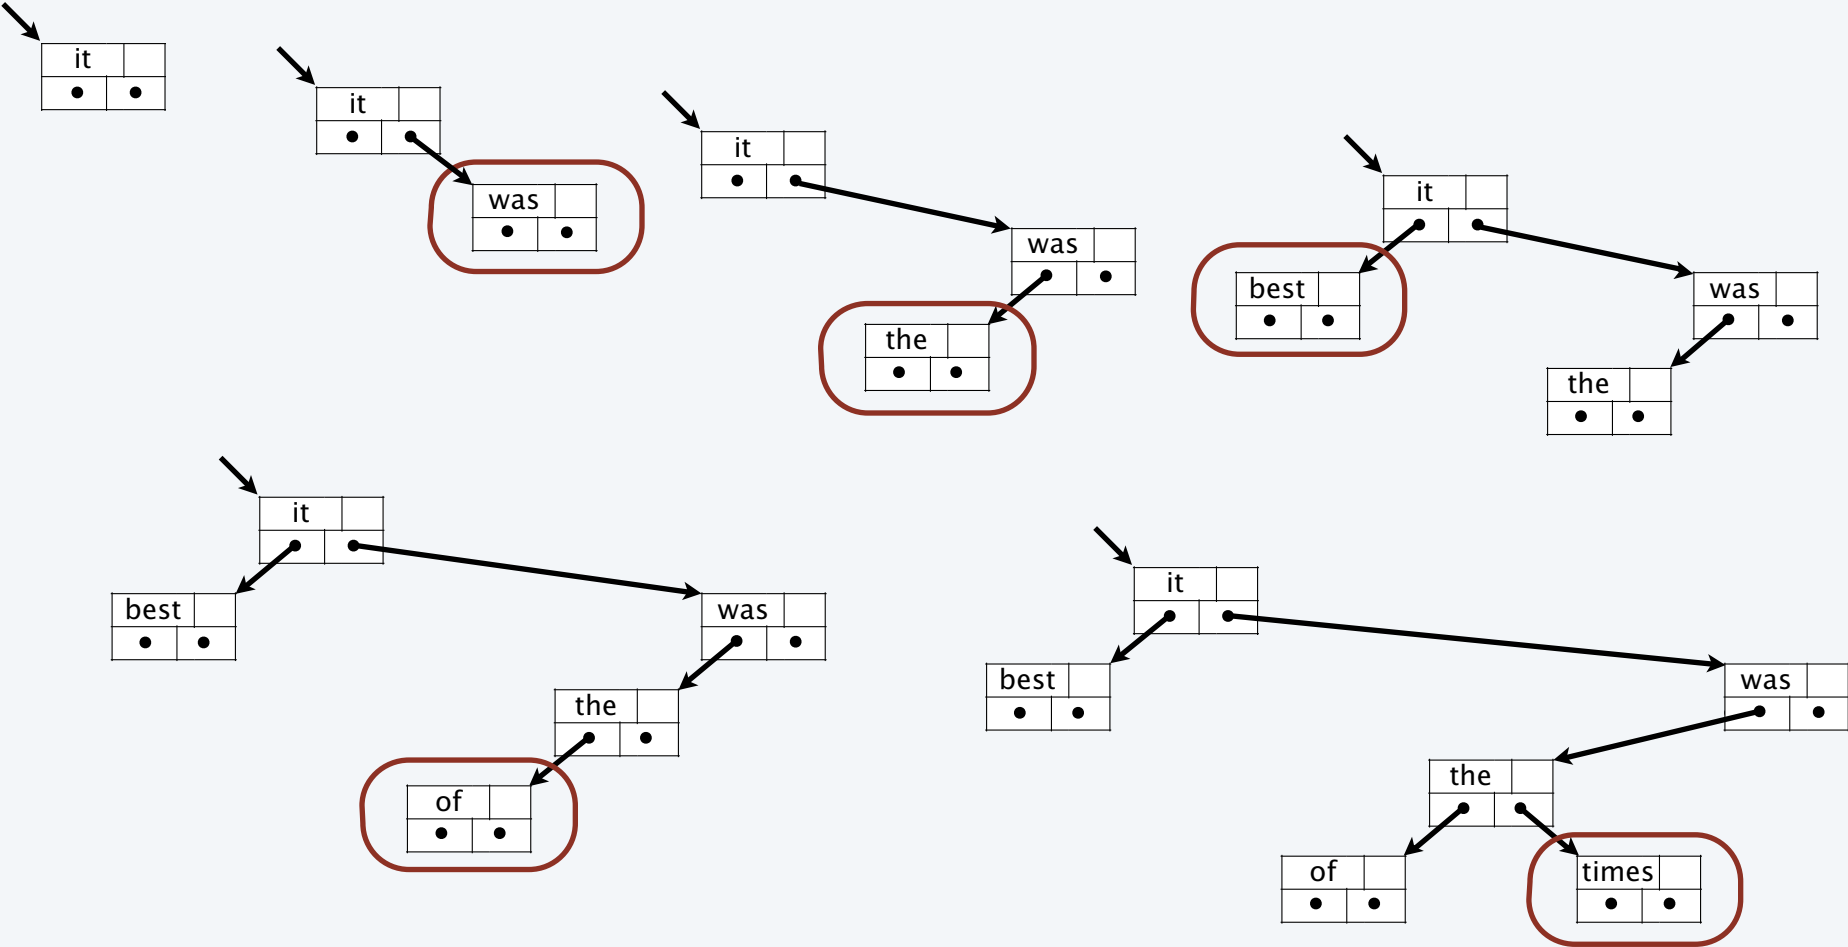 it
it
was
it
was
the
it
best
was
the
it
best
was
the
of
it
best
was
the
of
times